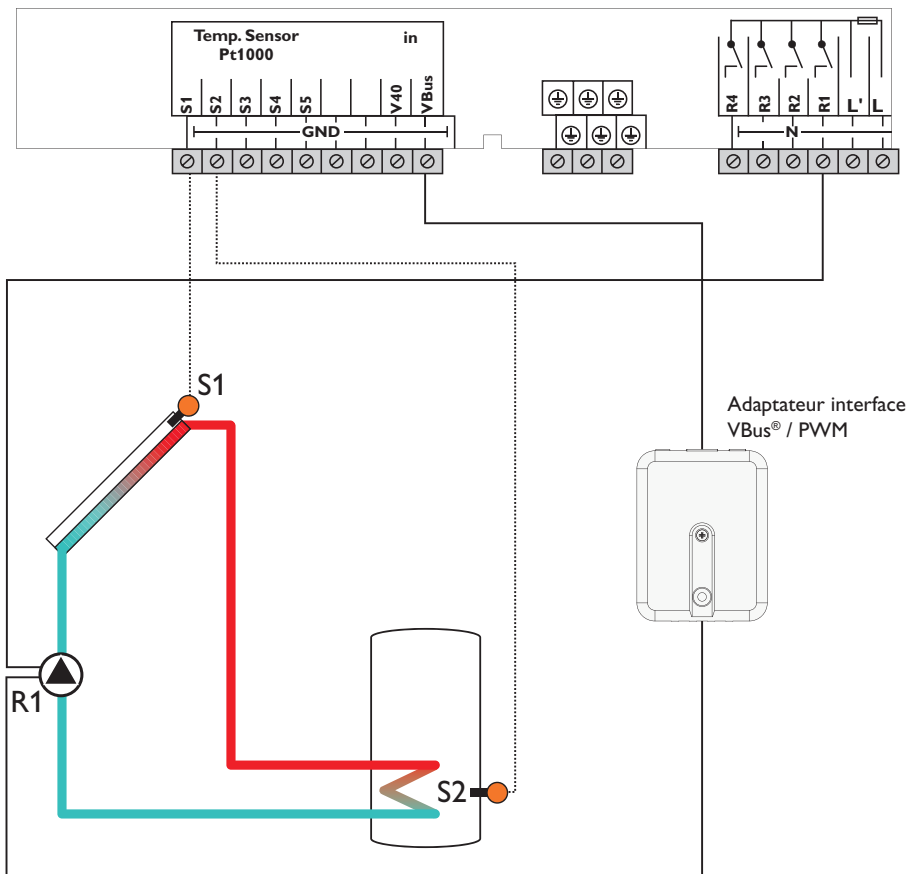 Temp. Sensor
Pt1000
in
S1
S2
S3
S4
S5
V40
VBus
GND
R4
R3
R2
R1
L'
L
N
S1
Adaptateur interface
VBus® / PWM
R1
S2